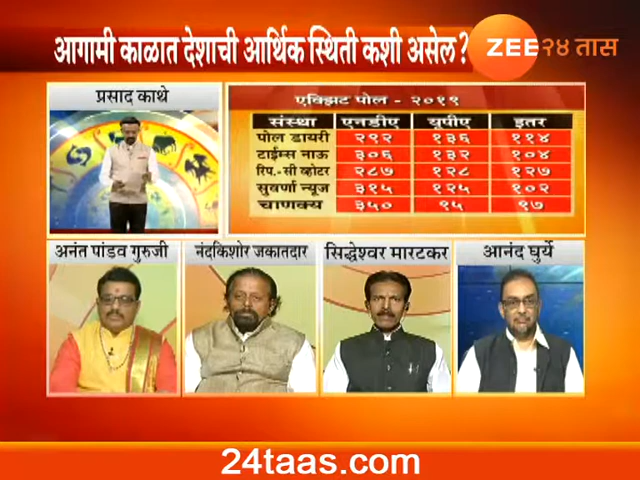 आगामी काळात देशाची आर्थिक स्थिती कशी असेल?
ZEE २४ तास
प्रसाद काथे
एक्झिट पोल - २०१९
संस्था एनडीए यूपीए इतर
पोल डायरी २९२ १३६ ११४
टाईम्स नाऊ ३०६ १३२ १०४
रिप.-सी व्होटर २८७ १२८ १२७
सुवर्णा न्यूज ३१५ १२५ १०२
चाणक्य ३५० ९५ ९७
अनंत पांडव गुरुजी नंदकिशोर जकातदार सिद्धेश्वर मारटकर आनंद घुर्ये
24taas.com